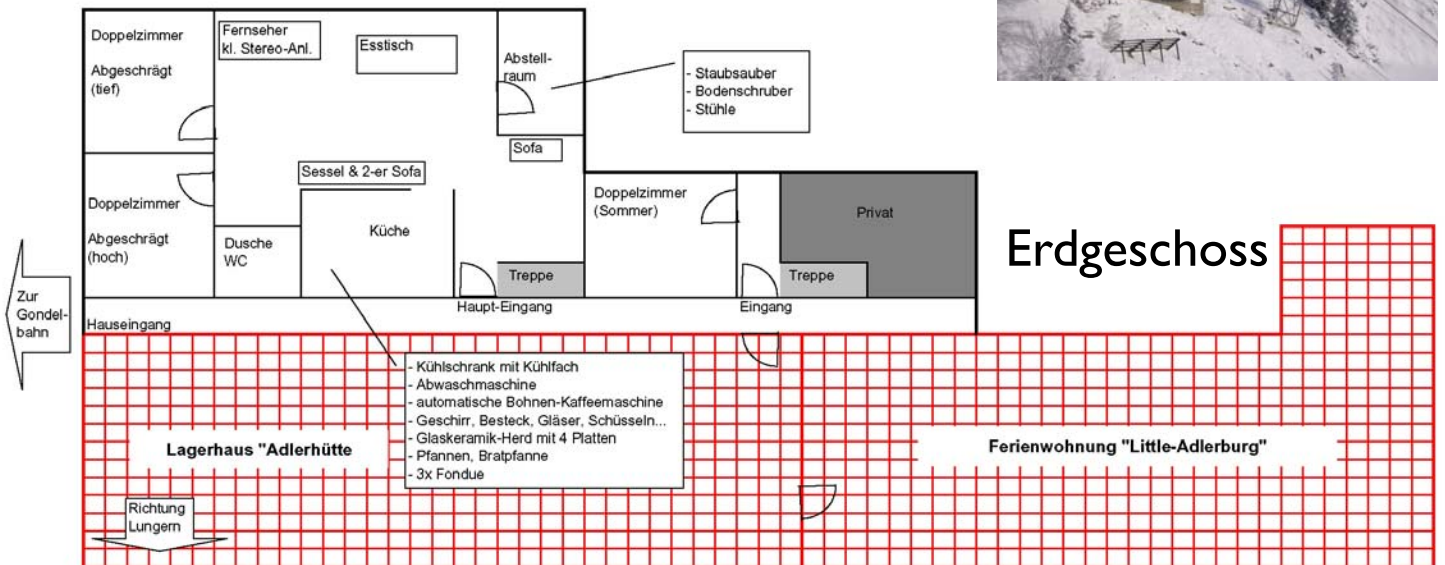 Doppelzimmer
Abgeschrägt
(tief)
Fernseher
kl. Stereo-Anl.
Esstisch
Abstell-
raum
- Staubsauber
- Bodenschruber
- Stühle
Sofa
Sessel & 2-er Sofa
Doppelzimmer
Abgeschrägt
(hoch)
Dusche
WC
Küche
Treppe
Doppelzimmer
(Sommer)
Privat
Treppe
Erdgeschoss
Zur
Gondel-
bahn
Hauseingang
Haupt-Eingang
Eingang
- Kühlschrank mit Kühlfach
- Abwaschmaschine
- automatische Bohnen-Kaffeemaschine
- Geschirr, Besteck, Gläser, Schüsseln...
- Glaskeramik-Herd mit 4 Platten
- Pfannen, Bratpfanne
- 3x Fondue
Lagerhaus "Adlerhütte
Ferienwohnung "Little-Adlerburg"
Richtung
Lungern